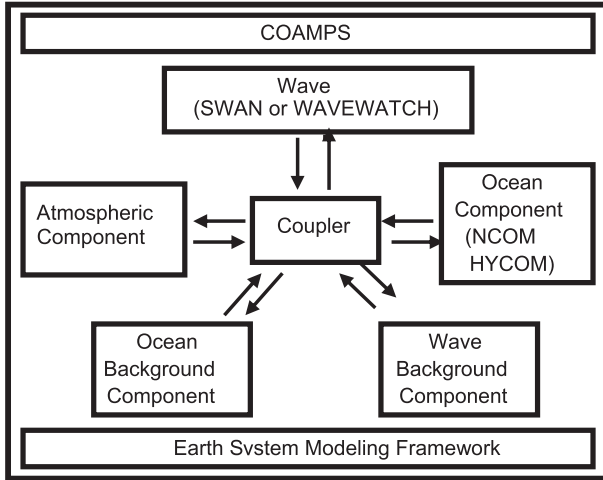 COAMPS
Wave
(SWAN or WAVEWATCH)
Atmospheric
Component
Coupler
Ocean
Component
(NCOM
HYCOM)
Ocean
Background
Component
Wave
Background
Component
Earth Svstem Modeling Framework